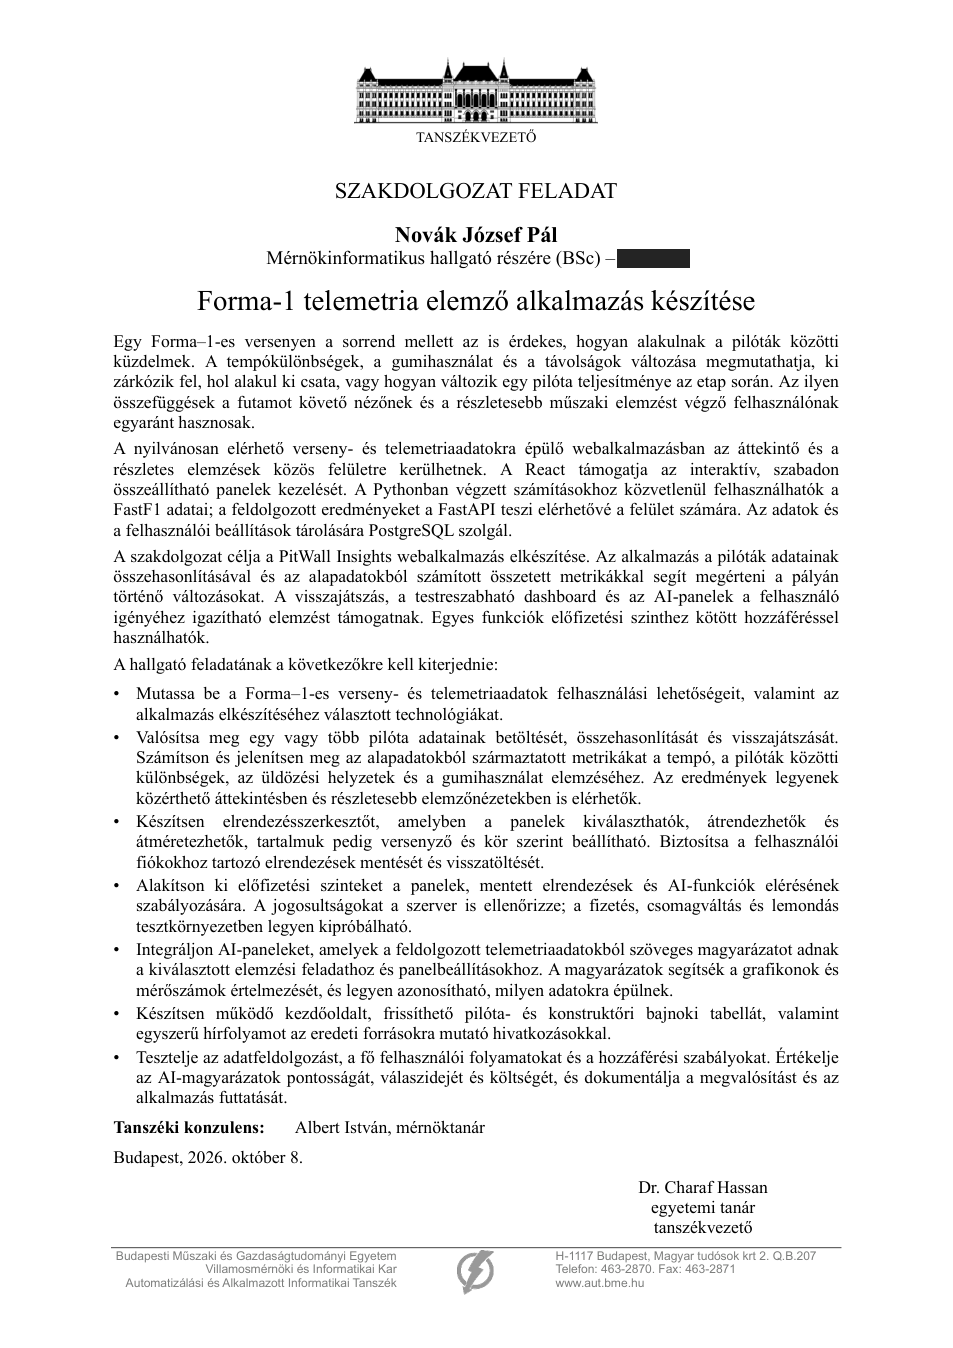 TANSZÉKVEZETŐ
SZAKDOLGOZAT FELADAT
Novák József Pál
Mérnökinformatikus hallgató részére (BSc) –
Forma-1 telemetria elemző alkalmazás készítése
Egy Forma–1-es versenyen a sorrend mellett az is érdekes, hogyan alakulnak a pilóták közötti
küzdelmek. A tempókülönbségek, a gumihasználat és a távolságok változása megmutathatja, ki
zárkózik fel, hol alakul ki csata, vagy hogyan változik egy pilóta teljesítménye az etap során. Az ilyen
összefüggések a futamot követő nézőnek és a részletesebb műszaki elemzést végző felhasználónak
egyaránt hasznosak.
A nyilvánosan elérhető verseny- és telemetriaadatokra épülő webalkalmazásban az áttekintő és a
részletes elemzések közös felületre kerülhetnek. A React támogatja az interaktív, szabadon
összeállítható panelek kezelését. A Pythonban végzett számításokhoz közvetlenül felhasználhatók a
FastF1 adatai; a feldolgozott eredményeket a FastAPI teszi elérhetővé a felület számára. Az adatok és
a felhasználói beállítások tárolására PostgreSQL szolgál.
A szakdolgozat célja a PitWall Insights webalkalmazás elkészítése. Az alkalmazás a pilóták adatainak
összehasonlításával és az alapadatokból számított összetett metrikákkal segít megérteni a pályán
történő változásokat. A visszajátszás, a testreszabható dashboard és az AI-panelek a felhasználó
igényéhez igazítható elemzést támogatnak. Egyes funkciók előfizetési szinthez kötött hozzáféréssel
használhatók.
A hallgató feladatának a következőkre kell kiterjednie:
• Mutassa be a Forma–1-es verseny- és telemetriaadatok felhasználási lehetőségeit, valamint az
alkalmazás elkészítéséhez választott technológiákat.
• Valósítsa meg egy vagy több pilóta adatainak betöltését, összehasonlítását és visszajátszását.
Számítson és jelenítsen meg az alapadatokból származtatott metrikákat a tempó, a pilóták közötti
különbségek, az üldözési helyzetek és a gumihasználat elemzéséhez. Az eredmények legyenek
közérthető áttekintésben és részletesebb elemzőnézetekben is elérhetők.
• Készítsen elrendezésszerkesztőt, amelyben a panelek kiválaszthatók, átrendezhetők és
átméretezhetők, tartalmuk pedig versenyző és kör szerint beállítható. Biztosítsa a felhasználói
fiókokhoz tartozó elrendezések mentését és visszatöltését.
• Alakítson ki előfizetési szinteket a panelek, mentett elrendezések és AI-funkciók elérésének
szabályozására. A jogosultságokat a szerver is ellenőrizze; a fizetés, csomagváltás és lemondás
tesztkörnyezetben legyen kipróbálható.
• Integráljon AI-paneleket, amelyek a feldolgozott telemetriaadatokból szöveges magyarázatot adnak
a kiválasztott elemzési feladathoz és panelbeállításokhoz. A magyarázatok segítsék a grafikonok és
mérőszámok értelmezését, és legyen azonosítható, milyen adatokra épülnek.
• Készítsen működő kezdőoldalt, frissíthető pilóta- és konstruktőri bajnoki tabellát, valamint
egyszerű hírfolyamot az eredeti forrásokra mutató hivatkozásokkal.
• Tesztelje az adatfeldolgozást, a fő felhasználói folyamatokat és a hozzáférési szabályokat. Értékelje
az AI-magyarázatok pontosságát, válaszidejét és költségét, és dokumentálja a megvalósítást és az
alkalmazás futtatását.
Tanszéki konzulens: Albert István, mérnöktanár
Budapest, 2026. október 8.
Dr. Charaf Hassan
egyetemi tanár
tanszékvezető
Budapesti Műszaki és Gazdaságtudományi Egyetem
Villamosmérnöki és Informatikai Kar
Automatizálási és Alkalmazott Informatikai Tanszék
H-1117 Budapest, Magyar tudósok krt 2. Q.B.207
Telefon: 463-2870. Fax: 463-2871
www.aut.bme.hu